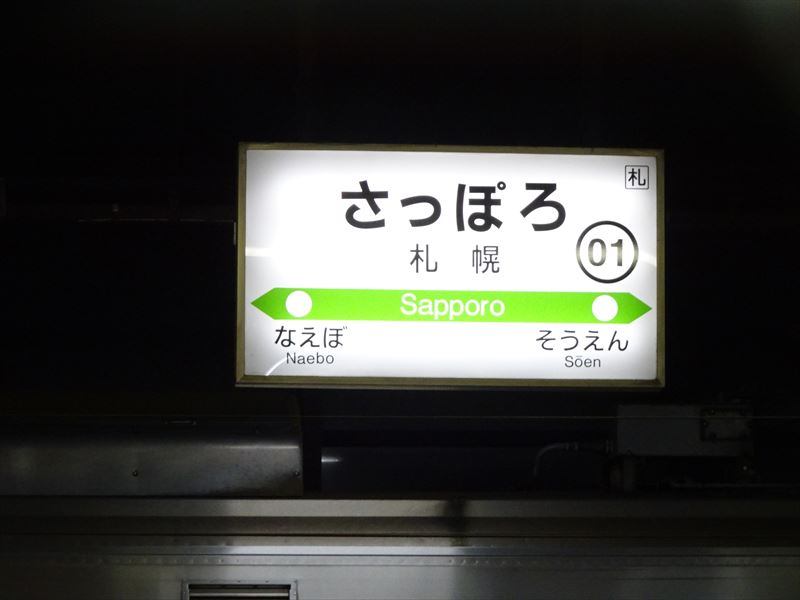 札
さっぽろ
札幌
01
Sapporo
なえぼ
Naebo
そうえん
Sōen